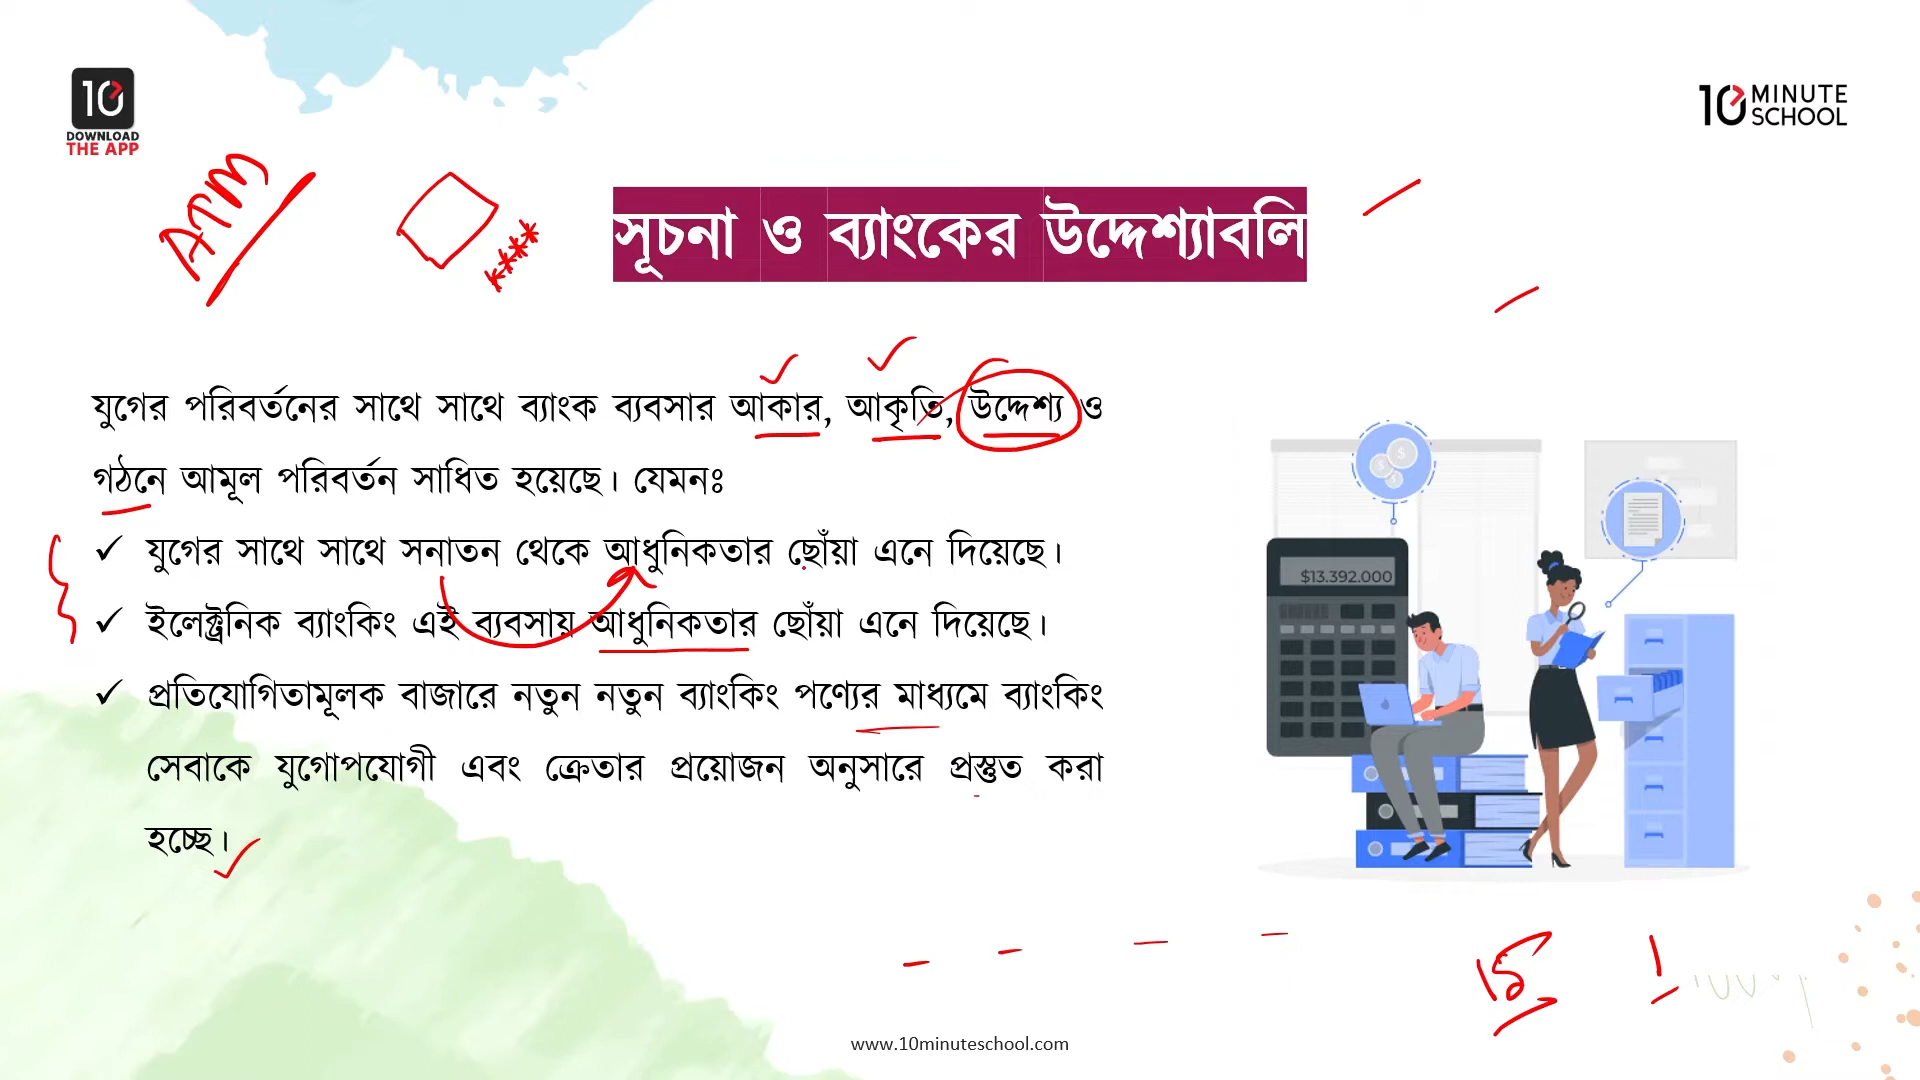 10
DOWNLOAD
THE APP
10 MINUTE
SCHOOL
ATM
****
সূচনা ও ব্যাংকের উদ্দেশ্যাবলি
যুগের পরিবর্তনের সাথে সাথে ব্যাংক ব্যবসার আকার, আকৃতি, উদ্দেশ্য ও
গঠনে আমূল পরিবর্তন সাধিত হয়েছে। যেমনঃ
✓ যুগের সাথে সাথে সনাতন থেকে আধুনিকতার ছোঁয়া এনে দিয়েছে।
✓ ইলেক্ট্রনিক ব্যাংকিং এই ব্যবসায় আধুনিকতার ছোঁয়া এনে দিয়েছে।
✓ প্রতিযোগিতামূলক বাজারে নতুন নতুন ব্যাংকিং পণ্যের মাধ্যমে ব্যাংকিং
সেবাকে যুগোপযোগী এবং ক্রেতার প্রয়োজন অনুসারে প্রস্তুত করা
হচ্ছে।
$13.392.000
www.10minuteschool.com